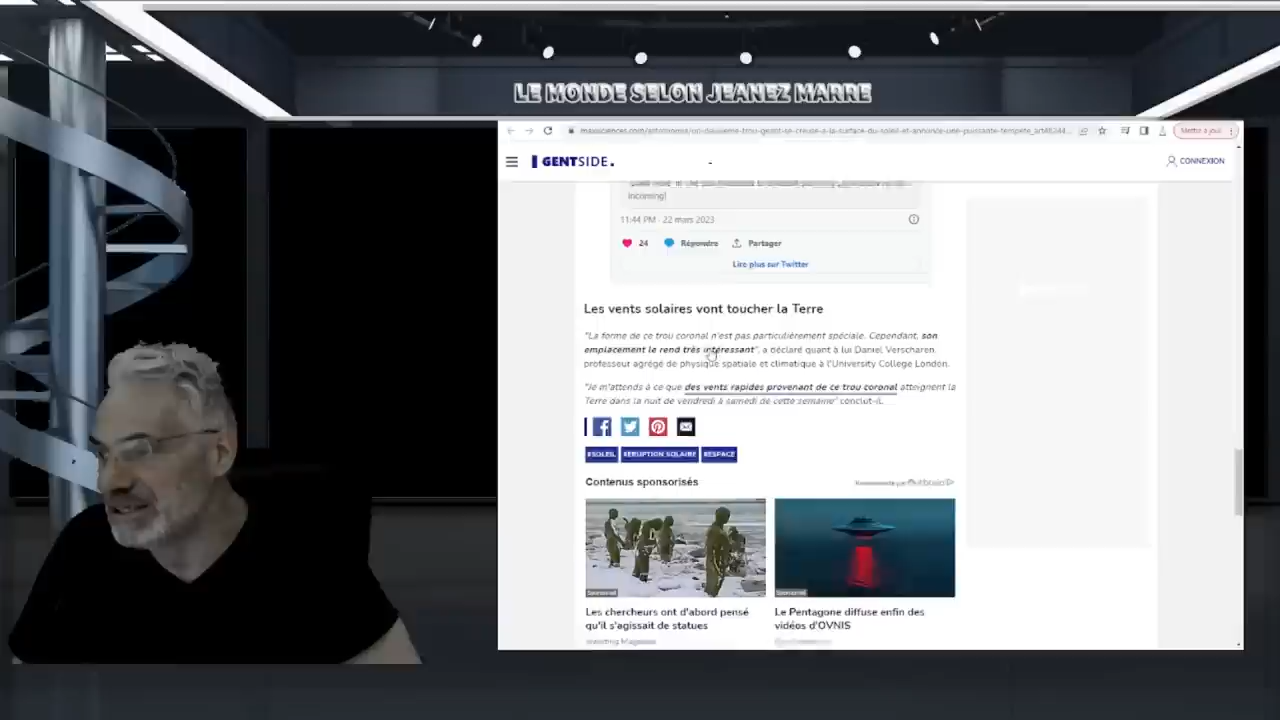 LE MONDE SELON JEANEZ MARRE
GENTSIDE.
CONNEXION
incoming!
11:44 PM · 22 mars 2023
24 Répondre Partager
Lire plus sur Twitter
Les vents solaires vont toucher la Terre
"La forme de ce trou coronal n'est pas particulièrement spéciale. Cependant, son
emplacement le rend très intéressant", a déclaré quant à lui Daniel Verscharen,
professeur agrégé de physique spatiale et climatique à l'University College London.
"Je m'attends à ce que des vents rapides provenant de ce trou coronal atteignent la
Terre dans la nuit de vendredi à samedi de cette semaine" conclut-il.
#SOLEIL #ERUPTION SOLAIRE #ESPACE
Contenus sponsorisés
Sponsorisé Sponsorisé
Les chercheurs ont d'abord pensé
qu'il s'agissait de statues
Le Pentagone diffuse enfin des
vidéos d'OVNIS